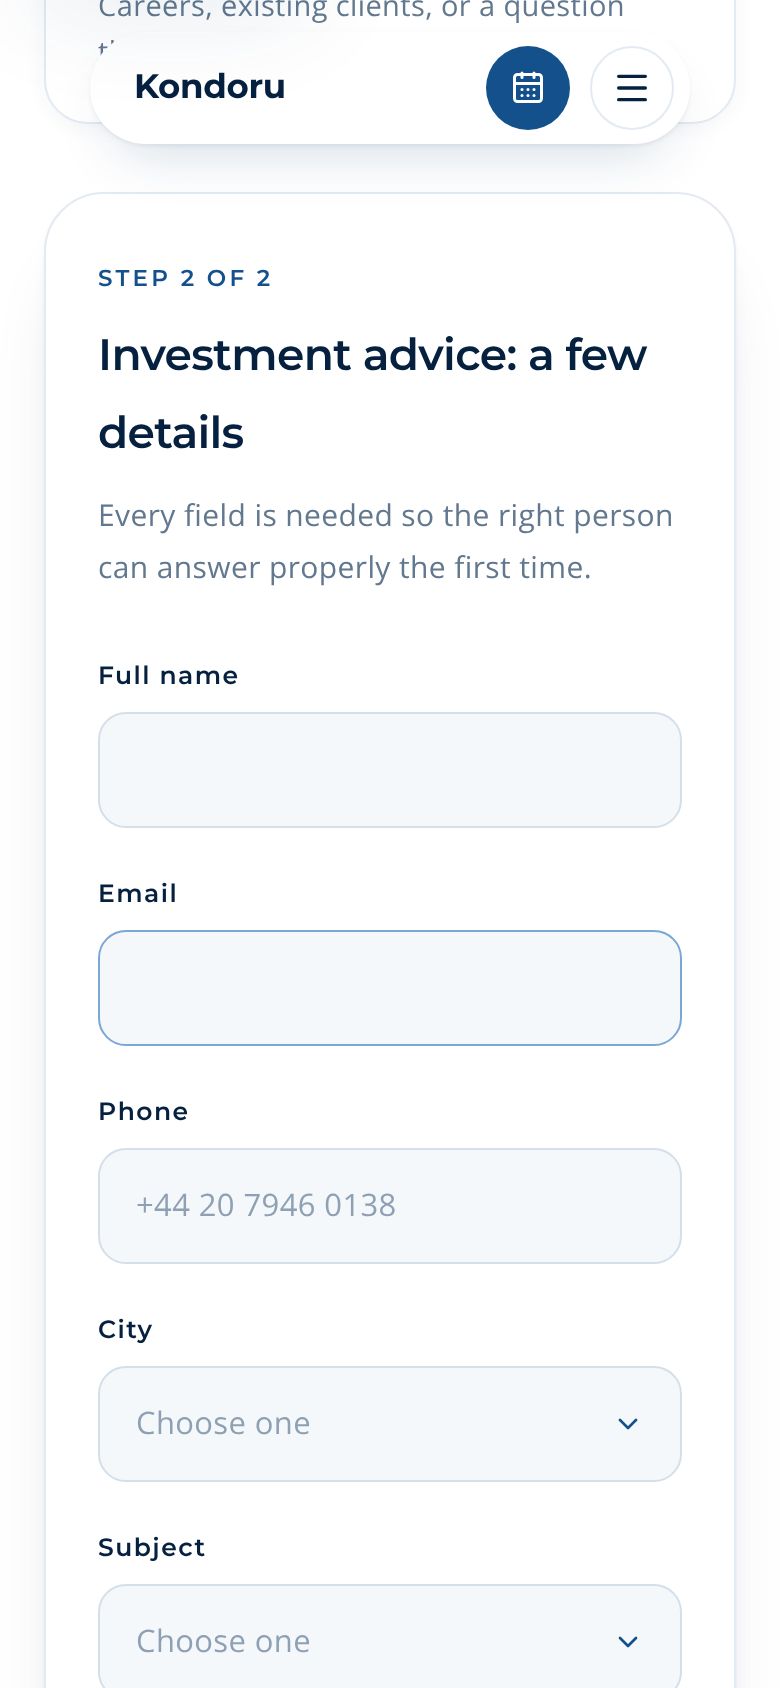 Careers, existing clients, or a question
Kondoru
STEP 2 OF 2
Investment advice: a few
details
Every field is needed so the right person
can answer properly the first time.
Full name
Email
Phone
+44 20 7946 0138
City
Choose one
Subject
Choose one